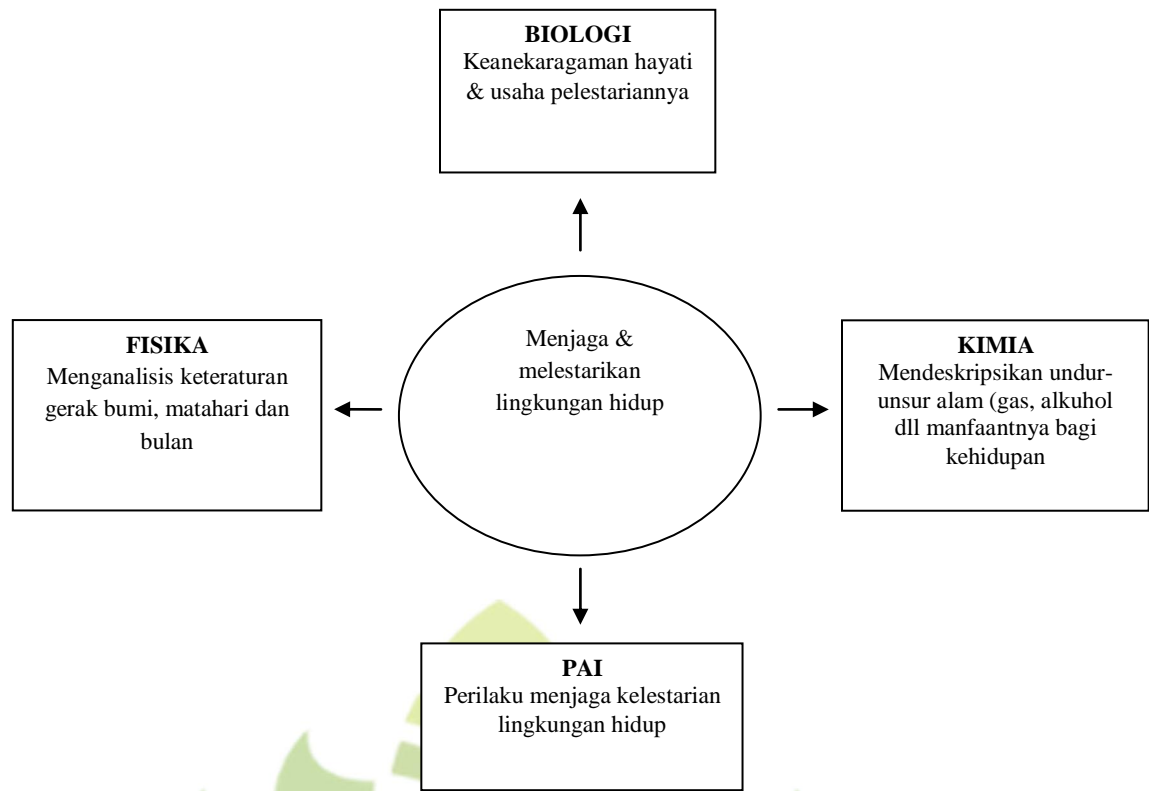 BIOLOGI
Keanekaragaman hayati
& usaha pelestariannya
Menjaga &
melestarikan
lingkungan hidup
FISIKA
Menganalisis keteraturan
gerak bumi, matahari dan
bulan
KIMIA
Mendeskripsikan undur-
unsur alam (gas, alkuhol
dll manfaantnya bagi
kehidupan
PAI
Perilaku menjaga kelestarian
lingkungan hidup